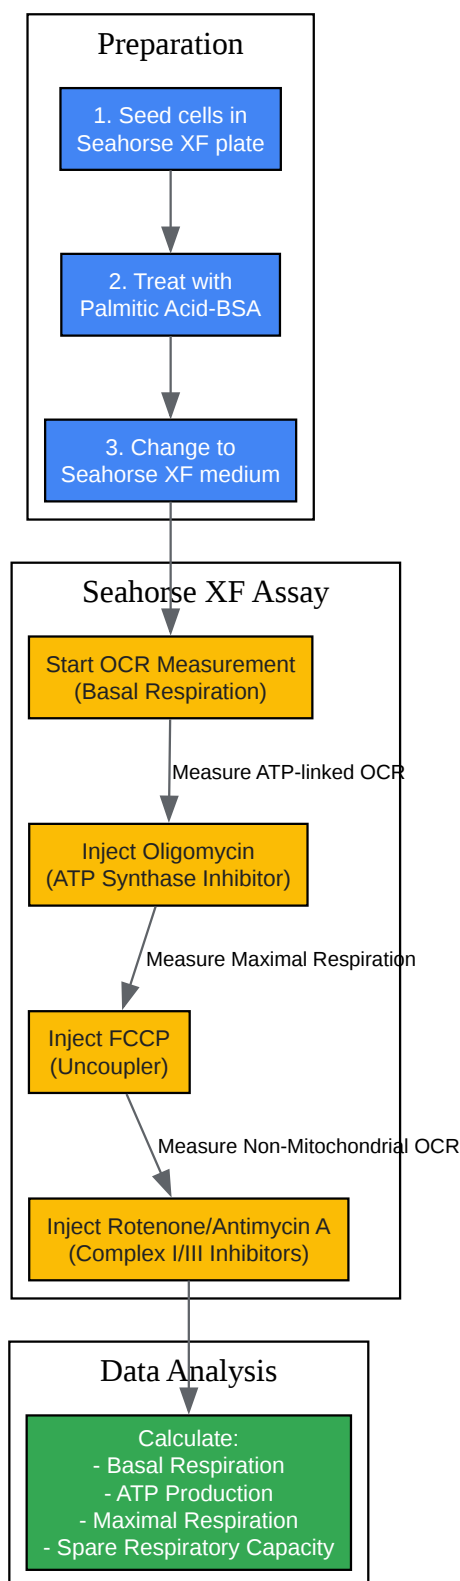 Preparation
1. Seed cells in
Seahorse XF plate
2. Treat with
Palmitic Acid-BSA
3. Change to
Seahorse XF medium
Seahorse XF Assay
Start OCR Measurement
(Basal Respiration)
Measure ATP-linked OCR
Inject Oligomycin
(ATP Synthase Inhibitor)
Measure Maximal Respiration
Inject FCCP
(Uncoupler)
Measure Non-Mitochondrial OCR
Inject Rotenone/Antimycin A
(Complex I/III Inhibitors)
Data Analysis
Calculate:
- Basal Respiration
- ATP Production
- Maximal Respiration
- Spare Respiratory Capacity